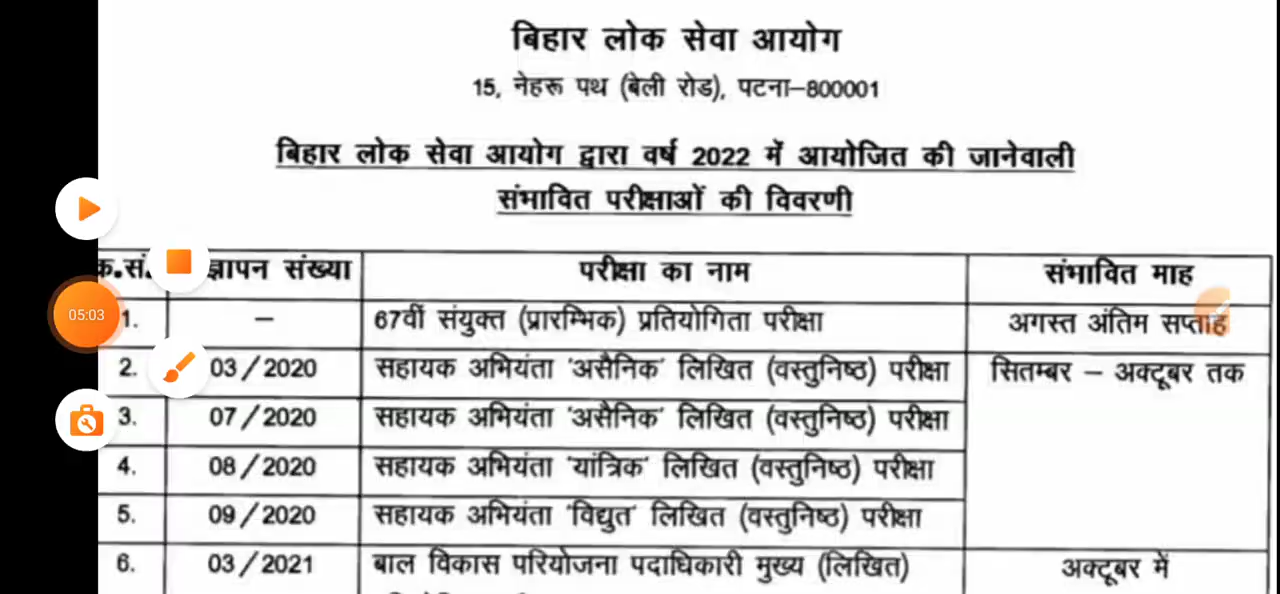 बिहार लोक सेवा आयोग
15, नेहरू पथ (बेली रोड), पटना–800001
बिहार लोक सेवा आयोग द्वारा वर्ष 2022 में आयोजित की जानेवाली
संभावित परीक्षाओं की विवरणी
क.सं. ज्ञापन संख्या परीक्षा का नाम संभावित माह
1. – 67वीं संयुक्त (प्रारम्भिक) प्रतियोगिता परीक्षा अगस्त अंतिम सप्ताह
2. 03/2020 सहायक अभियंता 'असैनिक' लिखित (वस्तुनिष्ठ) परीक्षा सितम्बर – अक्टूबर तक
3. 07/2020 सहायक अभियंता 'असैनिक' लिखित (वस्तुनिष्ठ) परीक्षा
4. 08/2020 सहायक अभियंता 'यांत्रिक' लिखित (वस्तुनिष्ठ) परीक्षा
5. 09/2020 सहायक अभियंता 'विद्युत' लिखित (वस्तुनिष्ठ) परीक्षा
6. 03/2021 बाल विकास परियोजना पदाधिकारी मुख्य (लिखित) अक्टूबर में
05:03